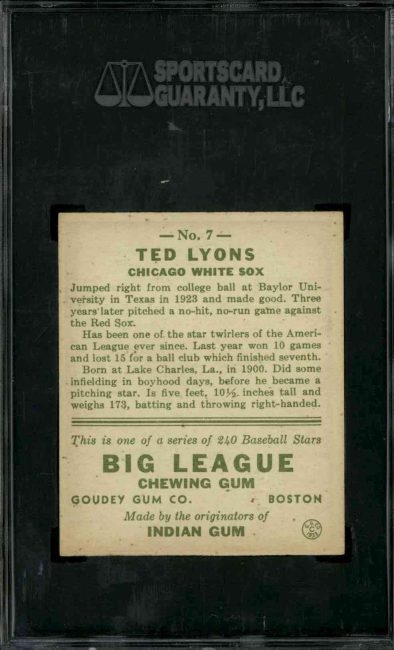 SPORTSCARD
GUARANTY, LLC
— No. 7 —
TED LYONS
CHICAGO WHITE SOX
Jumped right from college ball at Baylor Uni-
versity in Texas in 1923 and made good. Three
years later pitched a no-hit, no-run game against
the Red Sox.
Has been one of the star twirlers of the Ameri-
can League ever since. Last year won 10 games
and lost 15 for a ball club which finished seventh.
Born at Lake Charles, La., in 1900. Did some
infielding in boyhood days, before he became a
pitching star. Is five feet, 10½ inches tall and
weighs 173, batting and throwing right-handed.
This is one of a series of 240 Baseball Stars
BIG LEAGUE
CHEWING GUM
GOUDEY GUM CO. BOSTON
Made by the originators of
INDIAN GUM